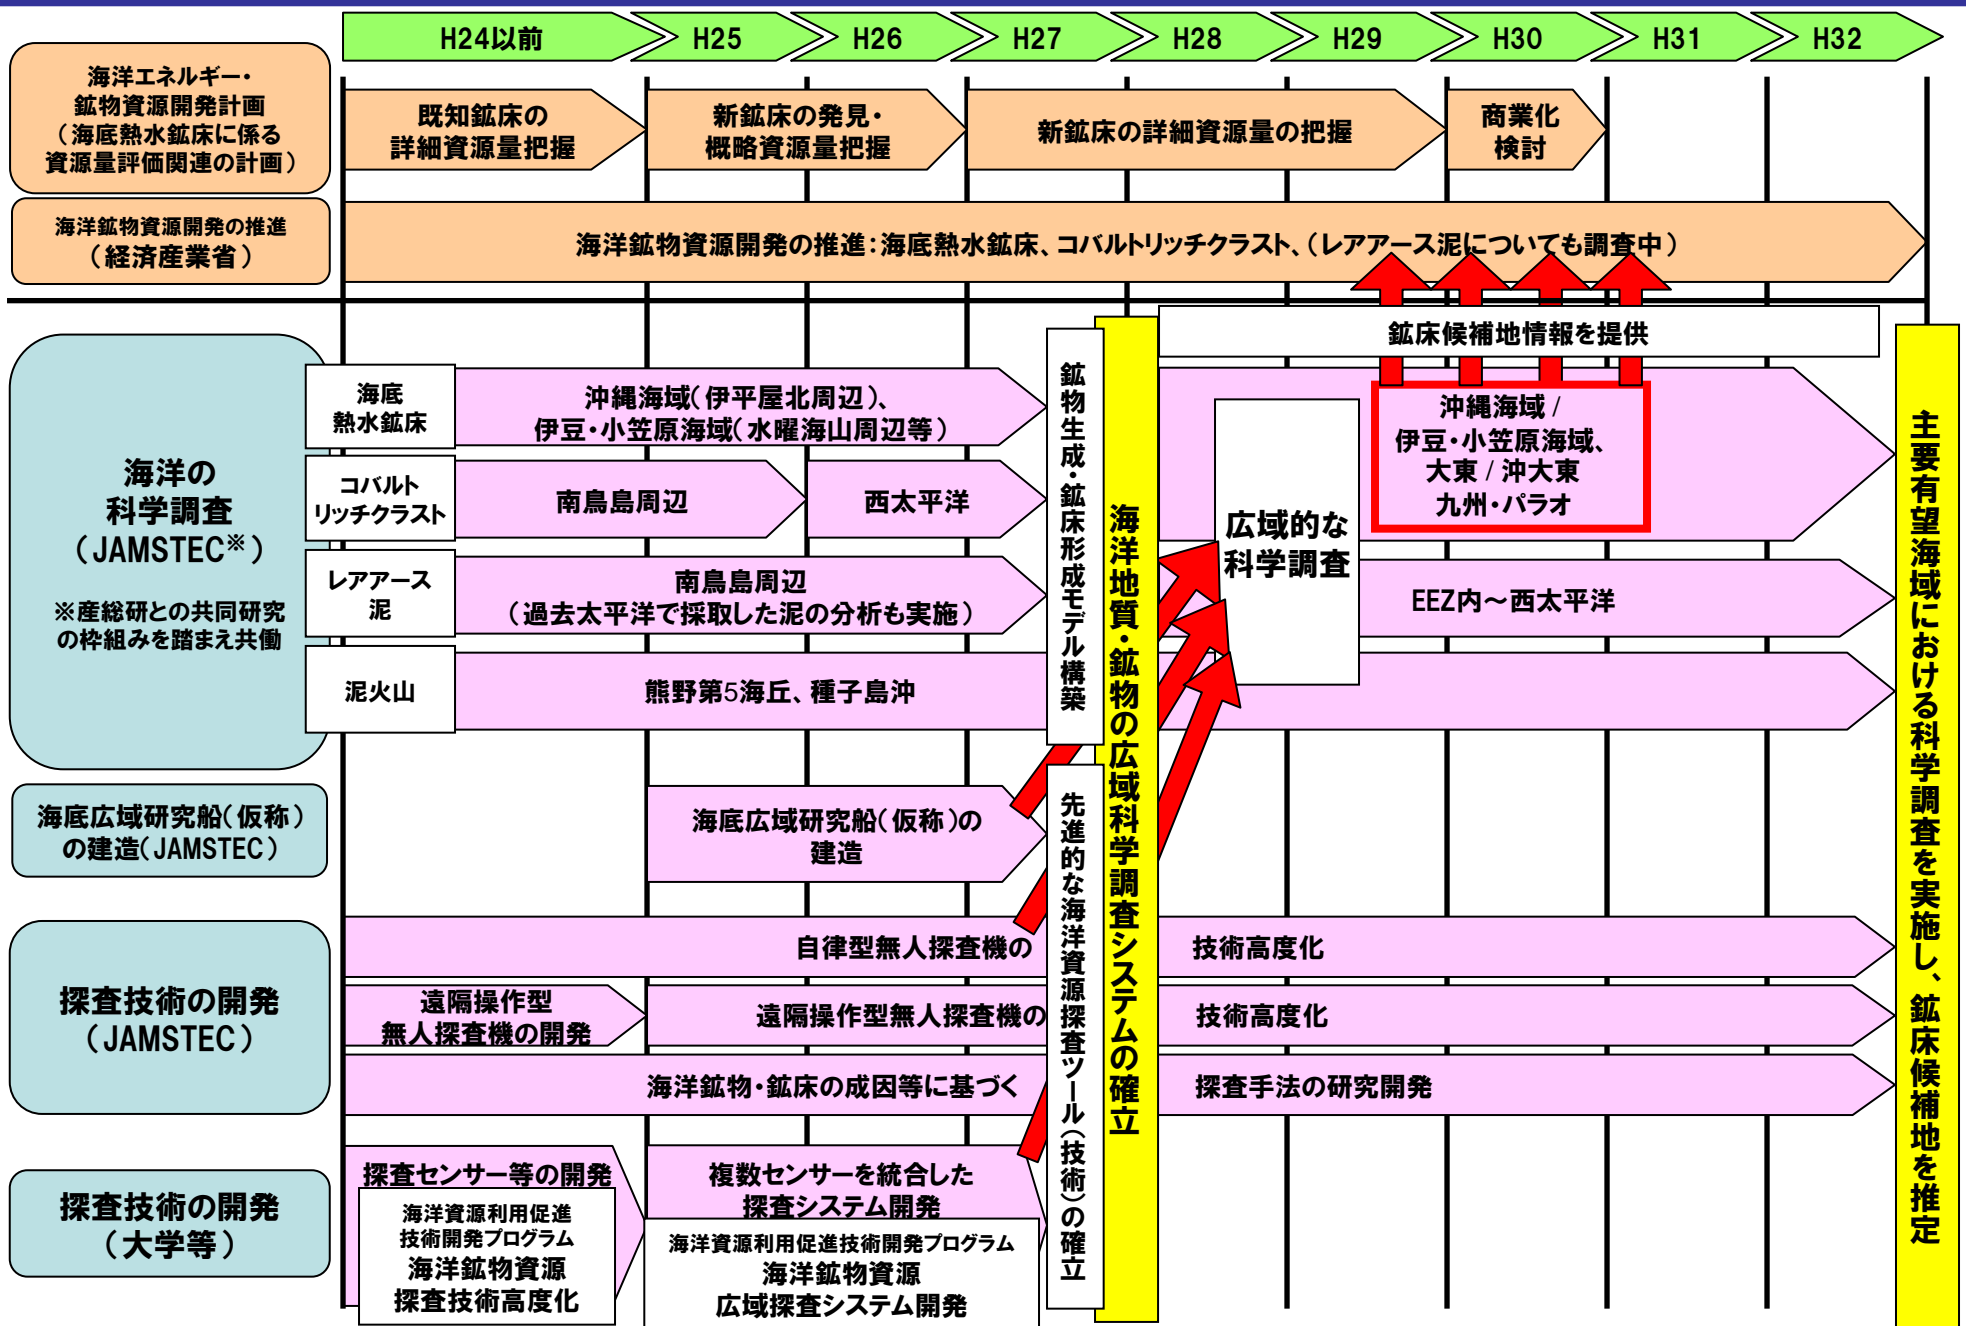 H24以前
H25
H26
H27
H28
H29
H30
H31
H32
海洋エネルギー・
鉱物資源開発計画
(海底熱水鉱床に係る
資源量評価関連の計画)
既知鉱床の
詳細資源量把握
新鉱床の発見・
概略資源量把握
新鉱床の詳細資源量の把握
商業化
検討
海洋鉱物資源開発の推進
(経済産業省)
海洋鉱物資源開発の推進:海底熱水鉱床、コバルトリッチクラスト、(レアアース泥についても調査中)
鉱床候補地情報を提供
海洋の
科学調査
(JAMSTEC※)
※産総研との共同研究
の枠組みを踏まえ共働
海底
熱水鉱床
沖縄海域(伊平屋北周辺)、
伊豆・小笠原海域(水曜海山周辺等)
コバルト
リッチクラスト
南鳥島周辺
西太平洋
レアアース
泥
南鳥島周辺
(過去太平洋で採取した泥の分析も実施)
泥火山
熊野第5海丘、種子島沖
鉱物生成・鉱床形成モデル構築
海洋地質・鉱物の広域科学調査システムの確立
広域的な
科学調査
沖縄海域 /
伊豆・小笠原海域、
大東 / 沖大東
九州・パラオ
EEZ内~西太平洋
主要有望海域における科学調査を実施し、鉱床候補地を推定
海底広域研究船(仮称)
の建造(JAMSTEC)
海底広域研究船(仮称)の
建造
先進的な海洋資源探査ツール(技術)の確立
探査技術の開発
(JAMSTEC)
自律型無人探査機の
技術高度化
遠隔操作型
無人探査機の開発
遠隔操作型無人探査機の
技術高度化
海洋鉱物・鉱床の成因等に基づく
探査手法の研究開発
探査技術の開発
(大学等)
探査センサー等の開発
海洋資源利用促進
技術開発プログラム
海洋鉱物資源
探査技術高度化
複数センサーを統合した
探査システム開発
海洋資源利用促進技術開発プログラム
海洋鉱物資源
広域探査システム開発